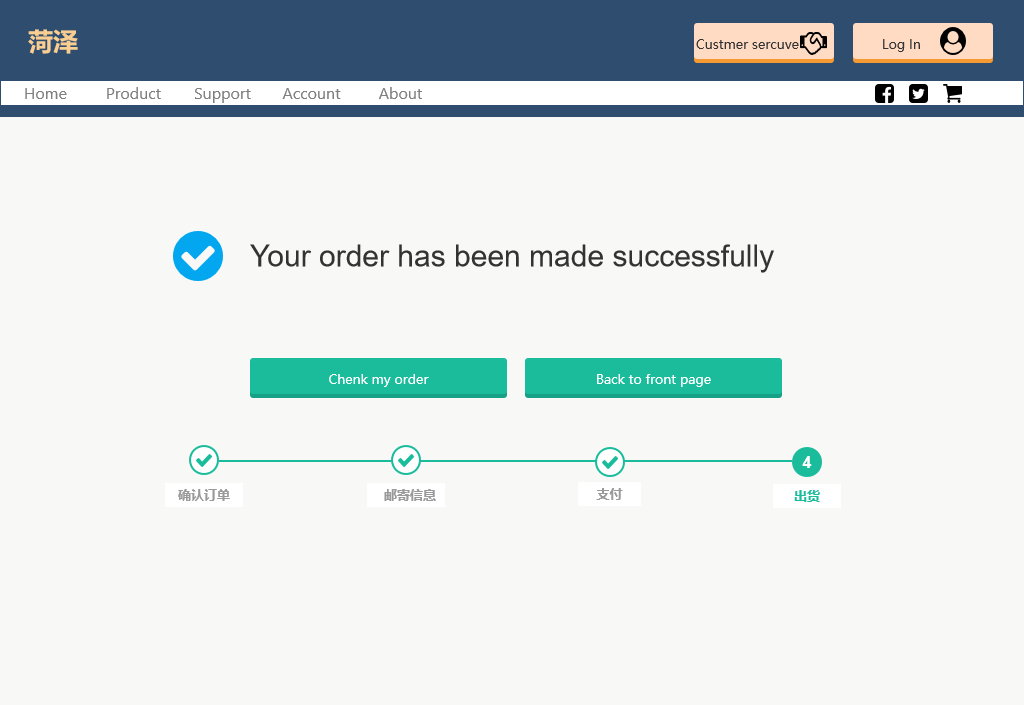 菏泽
Custmer sercuve
Log In
Home Product Support Account About
Your order has been made successfully
Chenk my order
Back to front page
4
确认订单 邮寄信息 支付 出货